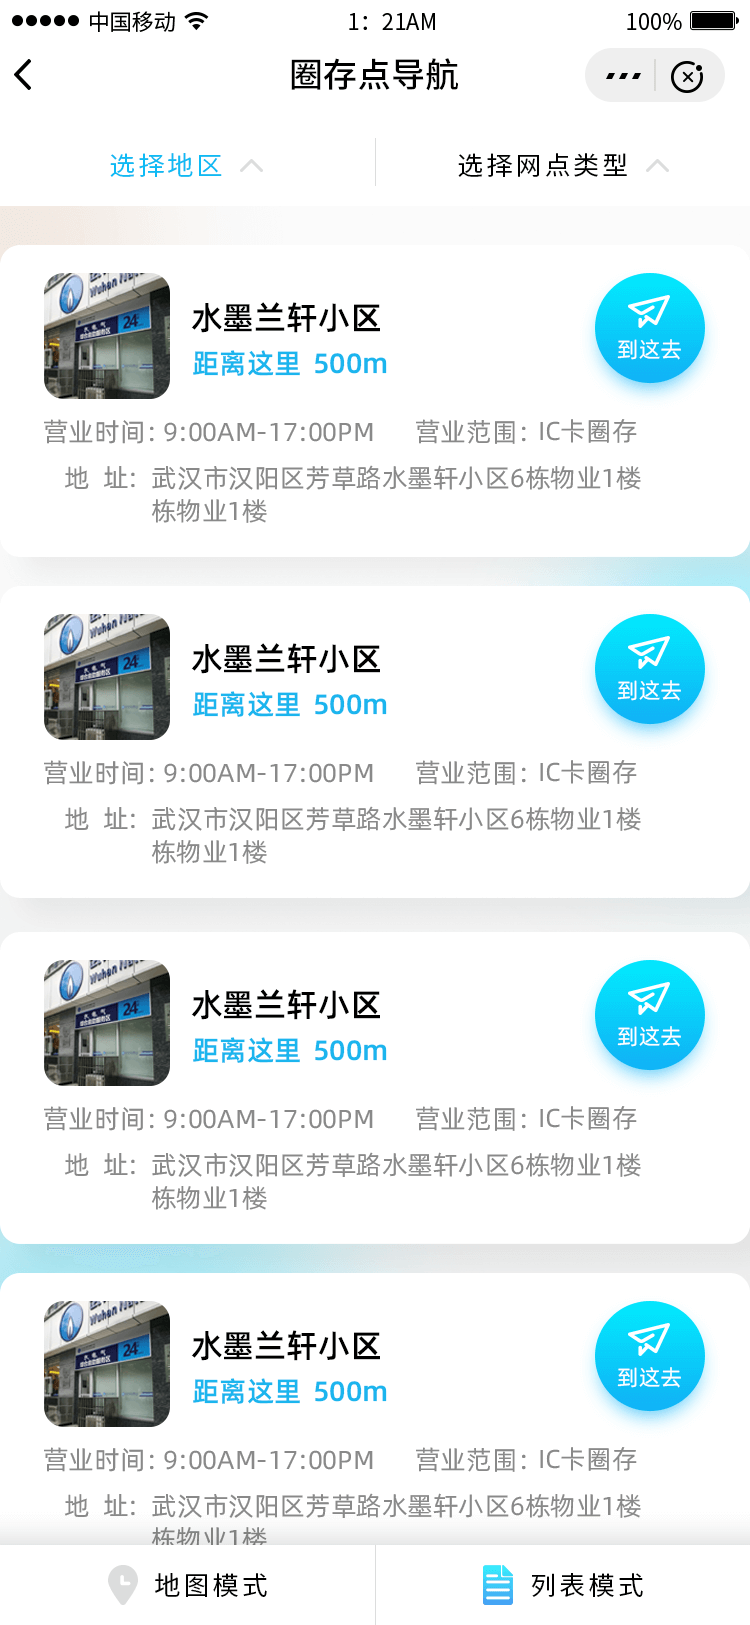 中国移动
1：21AM
100%
圈存点导航
选择地区
选择网点类型
水墨兰轩小区
到这去
距离这里 500m
营业时间: 9:00AM-17:00PM 营业范围: IC卡圈存
地 址: 武汉市汉阳区芳草路水墨轩小区6栋物业1楼
栋物业1楼
水墨兰轩小区
到这去
距离这里 500m
营业时间: 9:00AM-17:00PM 营业范围: IC卡圈存
地 址: 武汉市汉阳区芳草路水墨轩小区6栋物业1楼
栋物业1楼
水墨兰轩小区
到这去
距离这里 500m
营业时间: 9:00AM-17:00PM 营业范围: IC卡圈存
地 址: 武汉市汉阳区芳草路水墨轩小区6栋物业1楼
栋物业1楼
水墨兰轩小区
到这去
距离这里 500m
营业时间: 9:00AM-17:00PM 营业范围: IC卡圈存
地 址: 武汉市汉阳区芳草路水墨轩小区6栋物业1楼
栋物业1楼
地图模式
列表模式